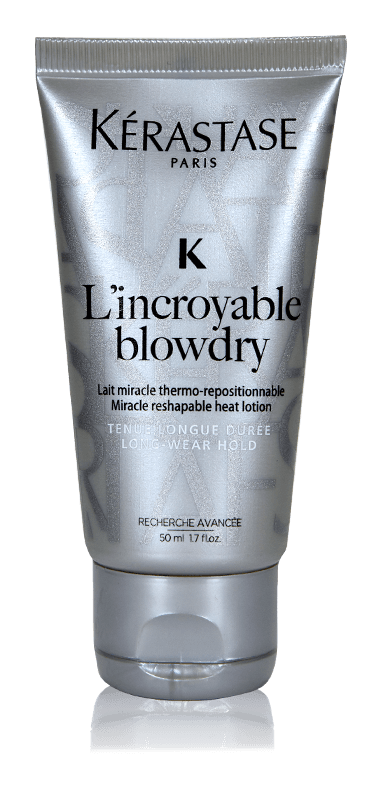 KÉRASTASE
PARIS
K
L'incroyable
blowdry
Lait miracle thermo-repositionnable
Miracle reshapable heat lotion
TENUE LONGUE DURÉE
LONG-WEAR HOLD
RECHERCHE AVANCÉE
50 ml 1.7 fl.oz.